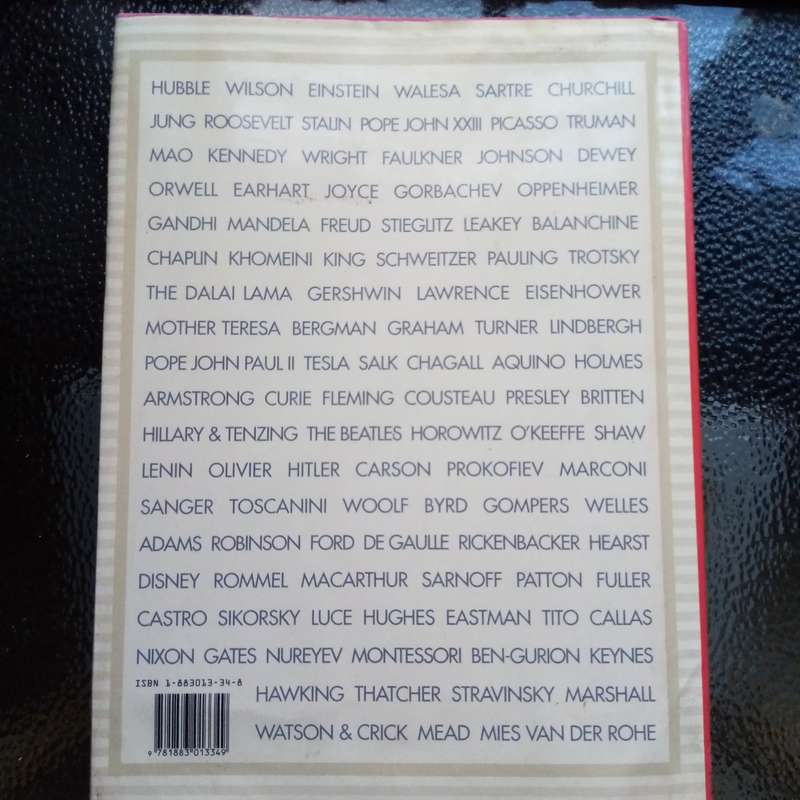 HUBBLE WILSON EINSTEIN WALESA SARTRE CHURCHILL
JUNG ROOSEVELT STALIN POPE JOHN XXIII PICASSO TRUMAN
MAO KENNEDY WRIGHT FAULKNER JOHNSON DEWEY
ORWELL EARHART JOYCE GORBACHEV OPPENHEIMER
GANDHI MANDELA FREUD STIEGLITZ LEAKEY BALANCHINE
CHAPLIN KHOMEINI KING SCHWEITZER PAULING TROTSKY
THE DALAI LAMA GERSHWIN LAWRENCE EISENHOWER
MOTHER TERESA BERGMAN GRAHAM TURNER LINDBERGH
POPE JOHN PAUL II TESLA SALK CHAGALL AQUINO HOLMES
ARMSTRONG CURIE FLEMING COUSTEAU PRESLEY BRITTEN
HILLARY & TENZING THE BEATLES HOROWITZ O'KEEFFE SHAW
LENIN OLIVIER HITLER CARSON PROKOFIEV MARCONI
SANGER TOSCANINI WOOLF BYRD GOMPERS WELLES
ADAMS ROBINSON FORD DE GAULLE RICKENBACKER HEARST
DISNEY ROMMEL MACARTHUR SARNOFF PATTON FULLER
CASTRO SIKORSKY LUCE HUGHES EASTMAN TITO CALLAS
NIXON GATES NUREYEV MONTESSORI BEN-GURION KEYNES
ISBN 1-883013-34-8
HAWKING THATCHER STRAVINSKY MARSHALL
WATSON & CRICK MEAD MIES VAN DER ROHE
9 781883 013349